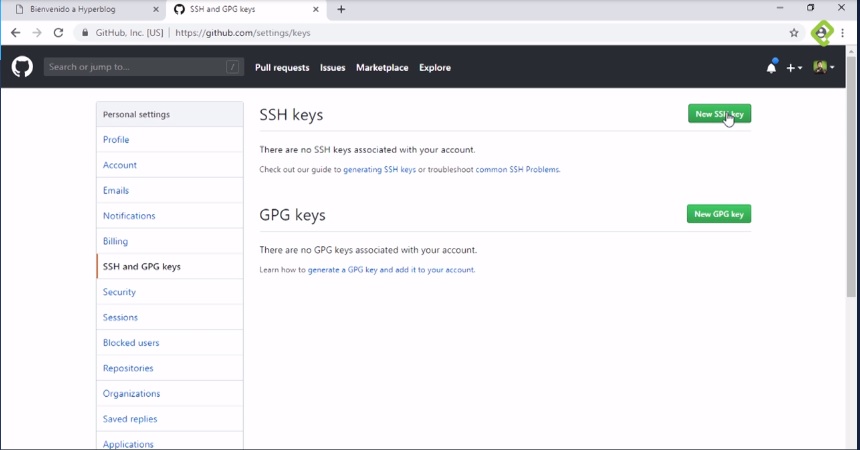 Bienvenido a Hyperblog
SSH and GPG keys
GitHub, Inc. [US] | https://github.com/settings/keys
Search or jump to...
/
Pull requests Issues Marketplace Explore
Personal settings
Profile
Account
Emails
Notifications
Billing
SSH and GPG keys
Security
Sessions
Blocked users
Repositories
Organizations
Saved replies
Applications
SSH keys
New SSH key
There are no SSH keys associated with your account.
Check out our guide to generating SSH keys or troubleshoot common SSH Problems.
GPG keys
New GPG key
There are no GPG keys associated with your account.
Learn how to generate a GPG key and add it to your account.